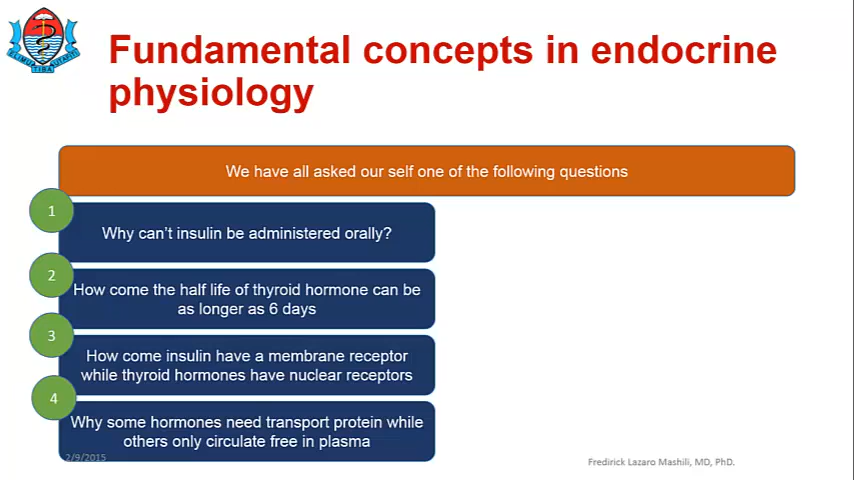 Fundamental concepts in endocrine
physiology
We have all asked our self one of the following questions
1
Why can't insulin be administered orally?
2
How come the half life of thyroid hormone can be
as longer as 6 days
3
How come insulin have a membrane receptor
while thyroid hormones have nuclear receptors
4
Why some hormones need transport protein while
others only circulate free in plasma
2/9/2015
Fredirick Lazaro Mashili, MD, PhD.